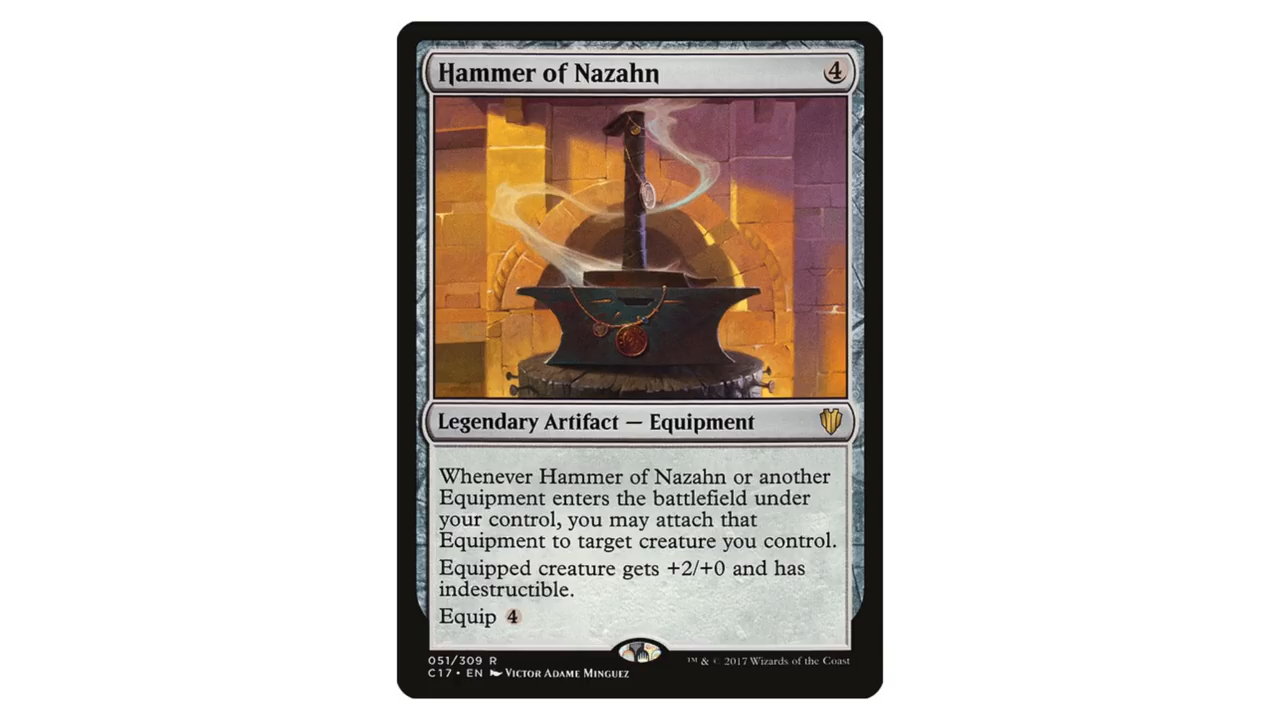 Hammer of Nazahn 4
Legendary Artifact — Equipment
Whenever Hammer of Nazahn or another
Equipment enters the battlefield under
your control, you may attach that
Equipment to target creature you control.
Equipped creature gets +2/+0 and has
indestructible.
Equip 4
051/309 R
C17 • EN Victor Adame Minguez
™ & © 2017 Wizards of the Coast